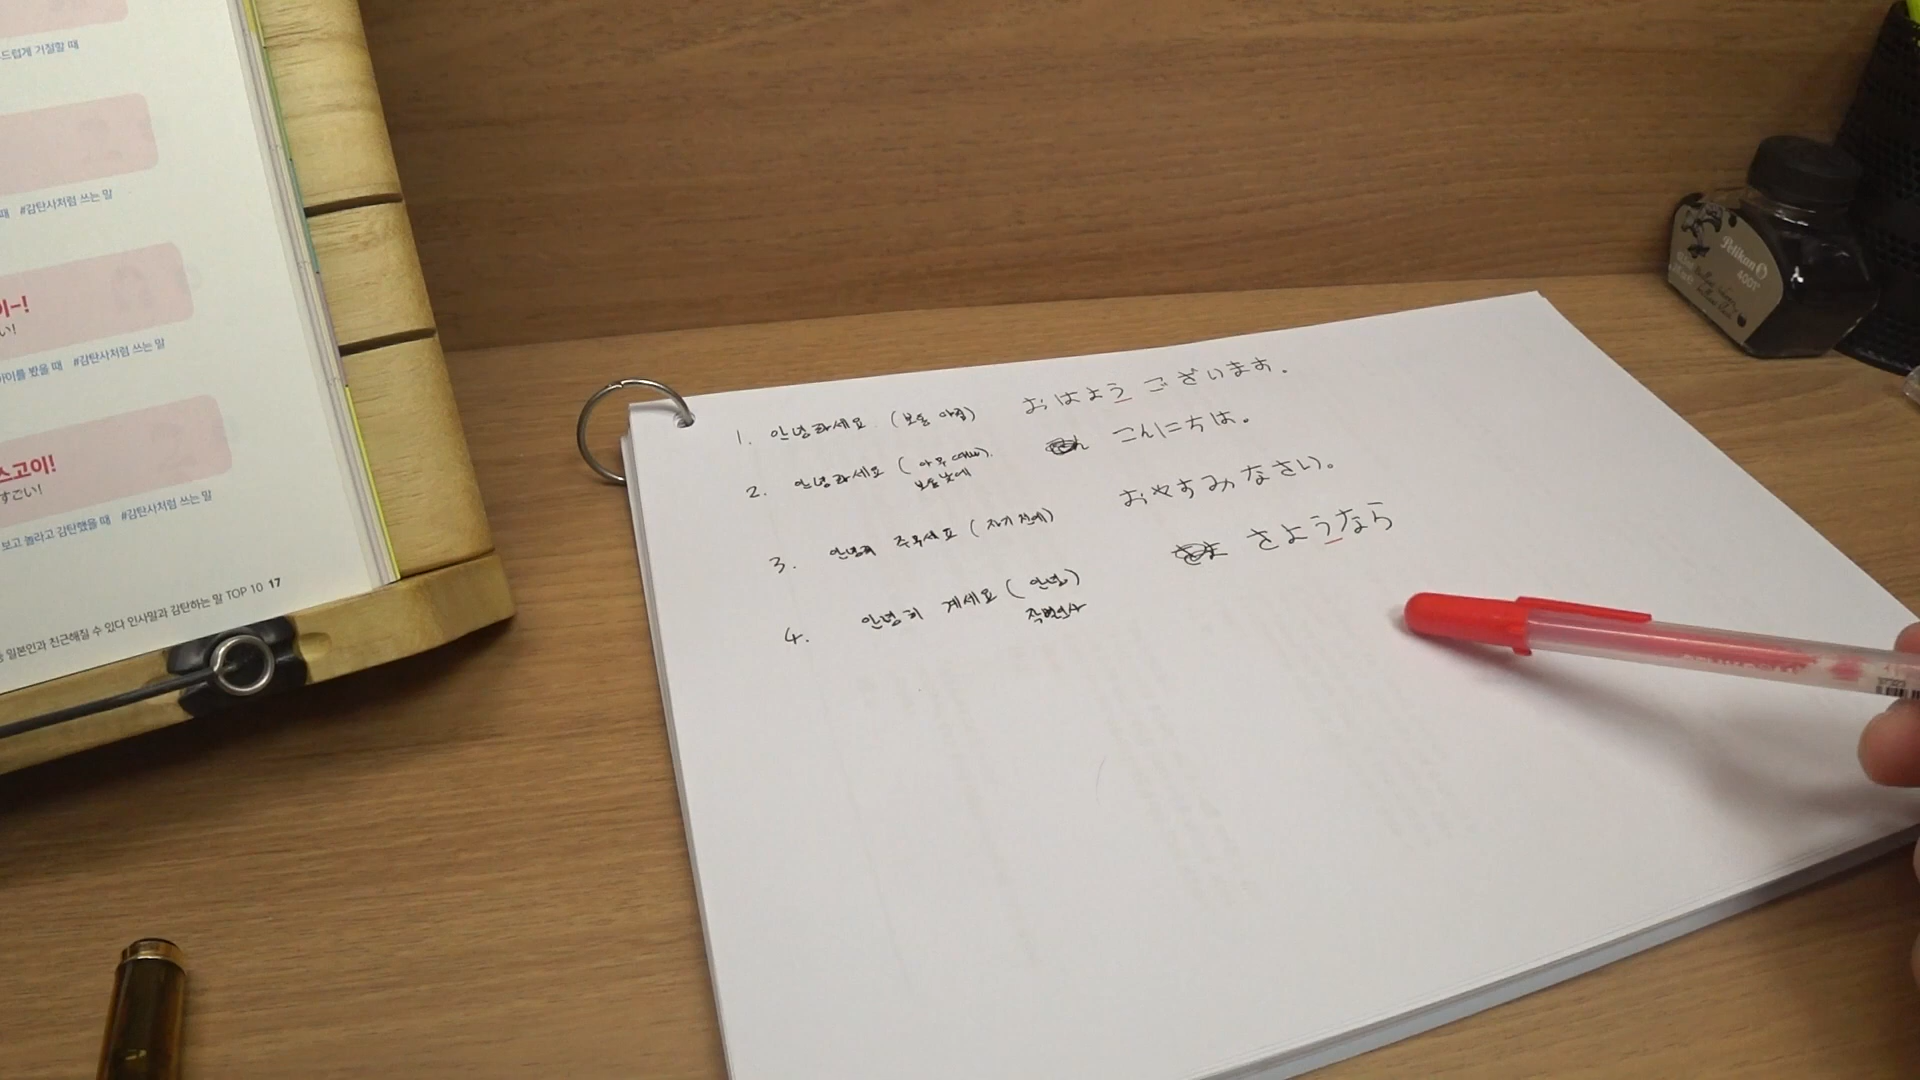 드럽게 거절할 때
때 #감탄사처럼 쓰는 말
이~!
い!
아이를 봤을 때 #감탄사처럼 쓰는 말
스고이!
すごい!
보고 놀라고 감탄했을 때 #감탄사처럼 쓰는 말
일본인과 친근해질 수 있다 인사말과 감탄하는 말 TOP 10 17
1. 안녕하세요 (보통 아침) おはようございます.
2. 안녕하세요 (아무때나). こんにちは。
보통 낮에
3. 안녕히 주무세요 (자기 전에) おやすみなさい。
4. 안녕히 계세요 (안녕) さようなら
작별인사
Pelikan
4001